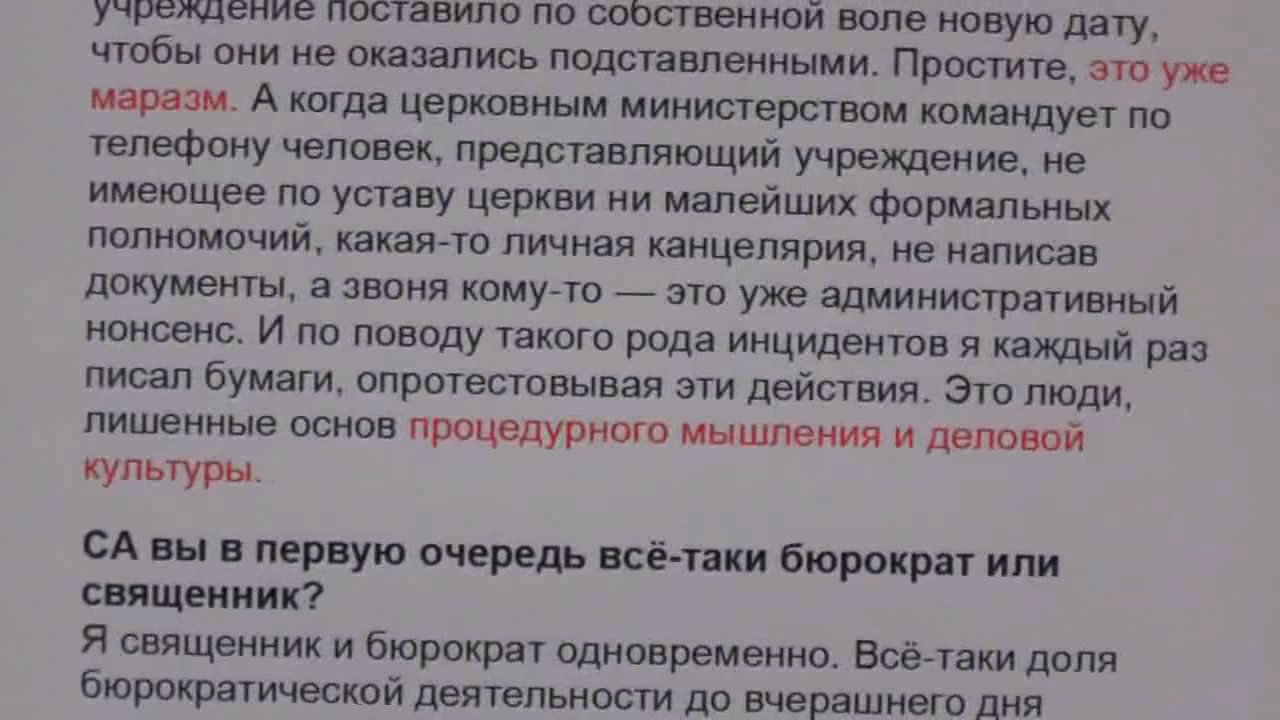 учреждение поставило по собственной воле новую дату,
чтобы они не оказались подставленными. Простите, это уже
маразм. А когда церковным министерством командует по
телефону человек, представляющий учреждение, не
имеющее по уставу церкви ни малейших формальных
полномочий, какая-то личная канцелярия, не написав
документы, а звоня кому-то — это уже административный
нонсенс. И по поводу такого рода инцидентов я каждый раз
писал бумаги, опротестовывая эти действия. Это люди,
лишенные основ процедурного мышления и деловой
культуры.
СА вы в первую очередь всё-таки бюрократ или
священник?
Я священник и бюрократ одновременно. Всё-таки доля
бюрократической деятельности до вчерашнего дня